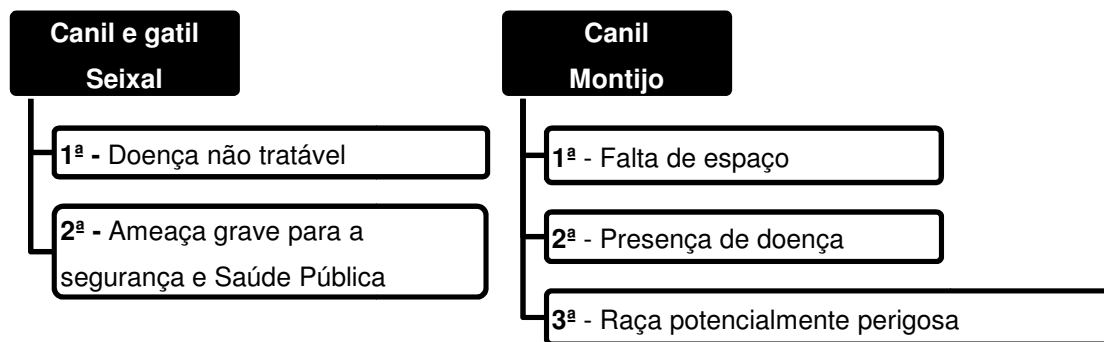 Canil e gatil
Seixal
1ª - Doença não tratável
2ª - Ameaça grave para a
segurança e Saúde Pública
Canil
Montijo
1ª - Falta de espaço
2ª - Presença de doença
3ª - Raça potencialmente perigosa